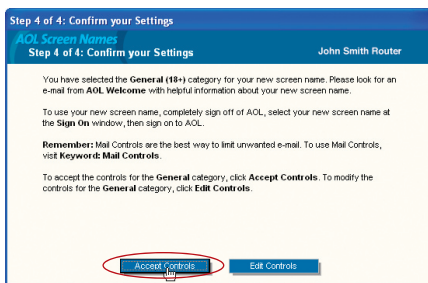 Step 4 of 4: Confirm your Settings
AOL Screen Names
Step 4 of 4: Confirm your Settings John Smith Router
You have selected the General (18+) category for your new screen name. Please look for an
e-mail from AOL Welcome with helpful information about your new screen name.
To use your new screen name, completely sign off of AOL, select your new screen name at
the Sign On window, then sign on to AOL.
Remember: Mail Controls are the best way to limit unwanted e-mail. To use Mail Controls,
visit Keyword: Mail Controls.
To accept the controls for the General category, click Accept Controls. To modify the
controls for the General category, click Edit Controls.
Accept Controls Edit Controls